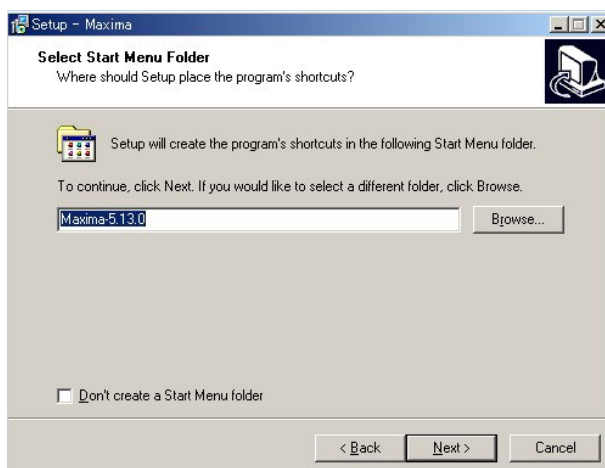 Setup - Maxima
Select Start Menu Folder
Where should Setup place the program's shortcuts?
Setup will create the program's shortcuts in the following Start Menu folder.
To continue, click Next. If you would like to select a different folder, click Browse.
Maxima-5.13.0
Browse...
Don't create a Start Menu folder
< Back
Next >
Cancel